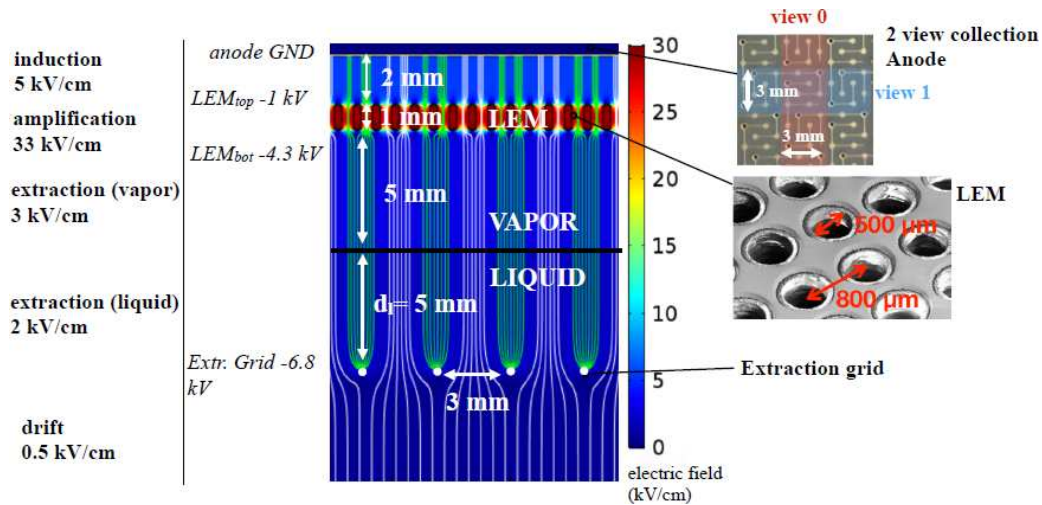 induction
5 kV/cm
amplification
33 kV/cm
extraction (vapor)
3 kV/cm
extraction (liquid)
2 kV/cm
drift
0.5 kV/cm
anode GND
LEMtop -1 kV
LEMbot -4.3 kV
Extr. Grid -6.8
kV
2 mm
1 mm
LEM
5 mm
VAPOR
LIQUID
dl= 5 mm
3 mm
30
25
20
15
10
5
0
electric field
(kV/cm)
view 0
2 view collection
Anode
view 1
3 mm
3 mm
LEM
500 μm
800 μm
Extraction grid